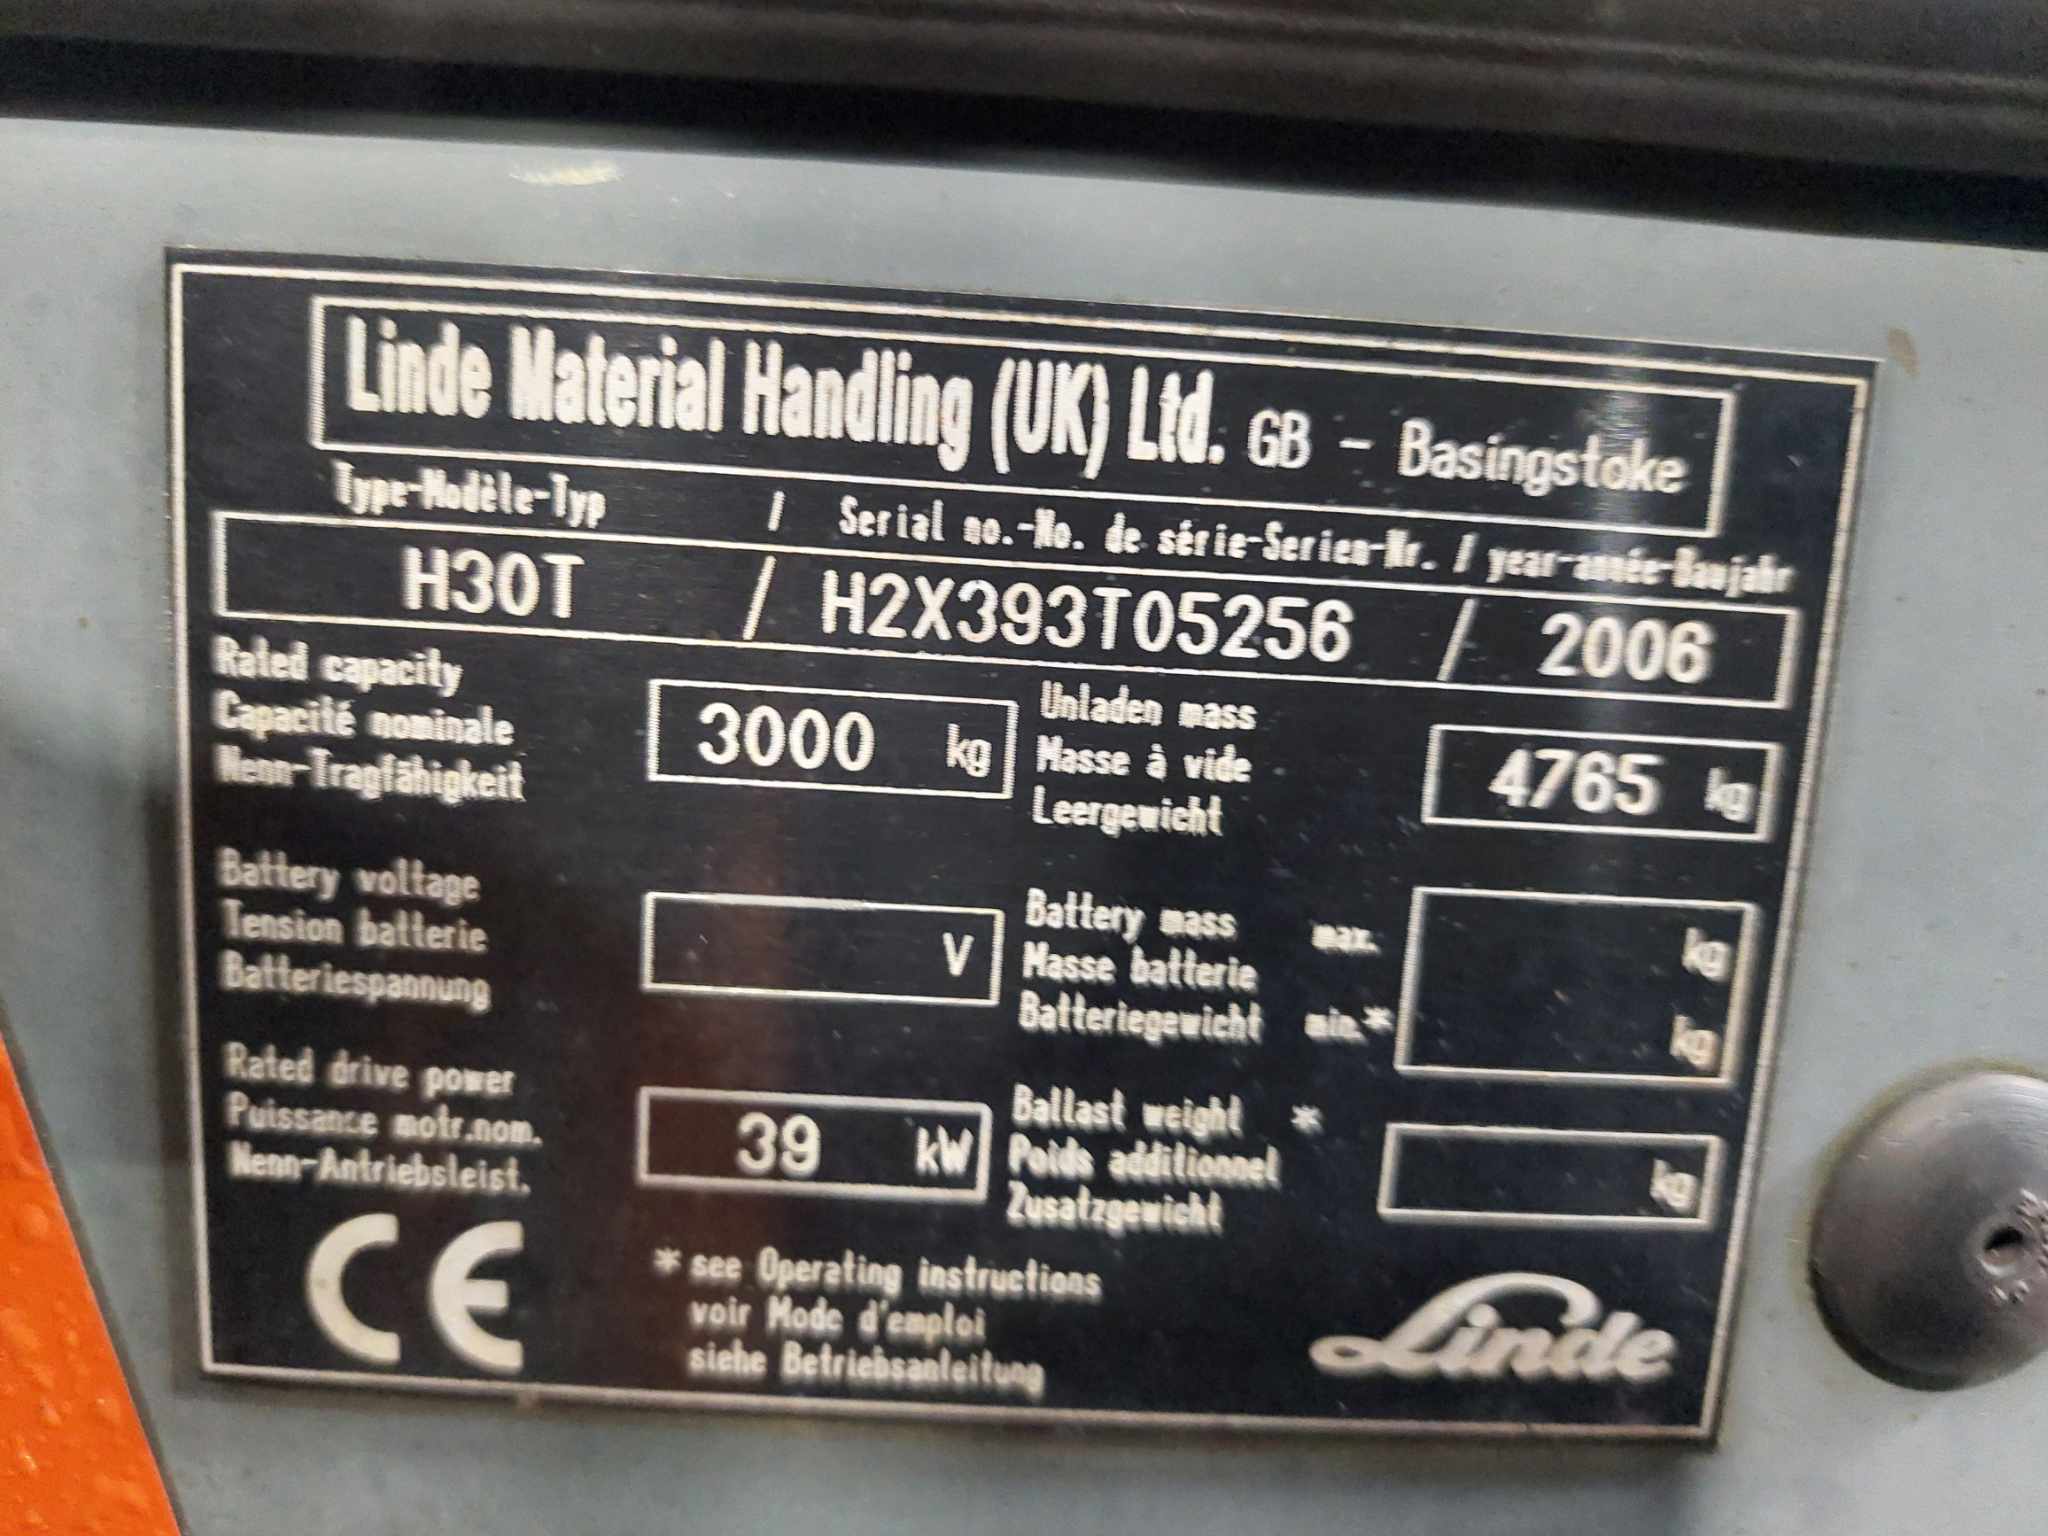 Linde Material Handling (UK) Ltd. GB - Basingstoke
Type-Modèle-Typ / Serial no.-No. de série-Serien-Nr. / year-année-Baujahr
H30T / H2X393T05256 / 2006
Rated capacity
Capacité nominale
Nenn-Tragfähigkeit
3000 kg
Unladen mass
Masse à vide
Leergewicht
4765 kg
Battery voltage
Tension batterie
Batteriespannung
V
Battery mass max.
Masse batterie
Batteriegewicht min.*
kg
kg
Rated drive power
Puissance motr.nom.
Nenn-Antriebsleist.
39 kW
Ballast weight *
Poids additionnel
Zusatzgewicht
kg
CE
* see Operating instructions
voir Mode d'emploi
siehe Betriebsanleitung
Linde